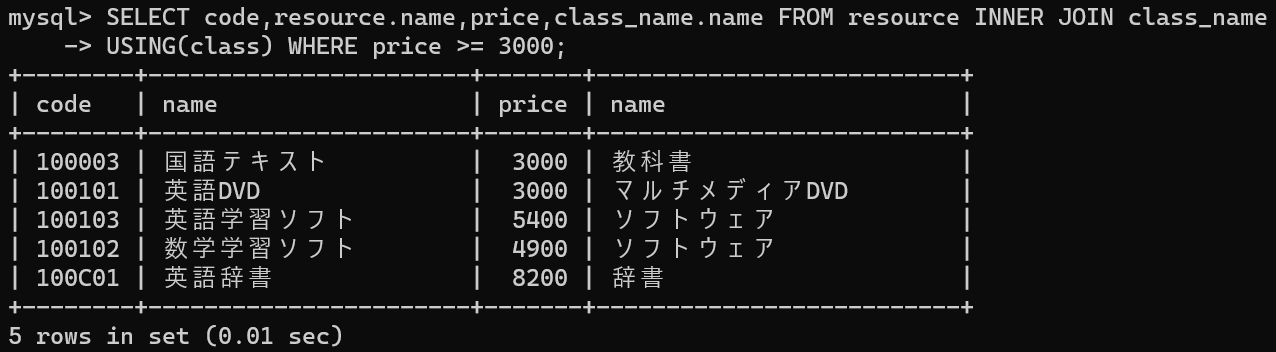 mysql> SELECT code,resource.name,price,class_name.name FROM resource INNER JOIN class_name
    -> USING(class) WHERE price >= 3000;
+--------+-----------------------+-------+--------------------------+
| code   | name                  | price | name                     |
+--------+-----------------------+-------+--------------------------+
| 100003 | 国語テキスト          |  3000 | 教科書                   |
| 100101 | 英語DVD               |  3000 | マルチメディアDVD        |
| 100103 | 英語学習ソフト        |  5400 | ソフトウェア             |
| 100102 | 数学学習ソフト        |  4900 | ソフトウェア             |
| 100C01 | 英語辞書              |  8200 | 辞書                     |
+--------+-----------------------+-------+--------------------------+
5 rows in set (0.01 sec)